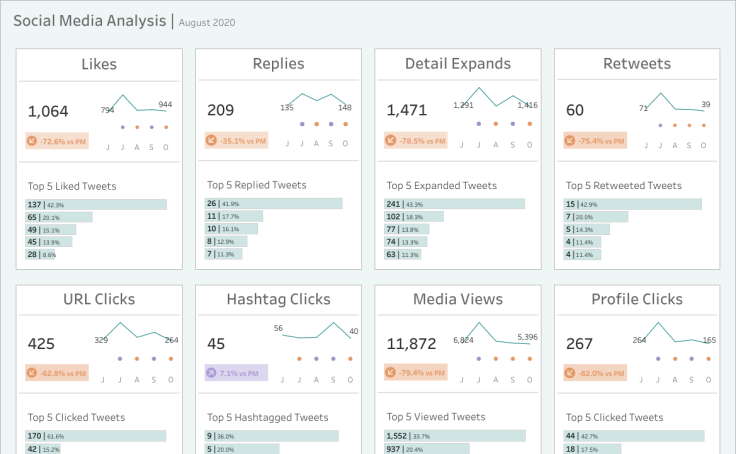 Social Media Analysis | August 2020
Likes
794
944
1,064
-72.6% vs PM
J J A S O
Top 5 Liked Tweets
137 | 42.3%
65 | 20.1%
49 | 15.1%
45 | 13.9%
28 | 8.6%
Replies
135
148
209
-35.1% vs PM
J J A S O
Top 5 Replied Tweets
26 | 41.9%
11 | 17.7%
10 | 16.1%
8 | 12.9%
7 | 11.3%
Detail Expands
1,291
1,416
1,471
-78.5% vs PM
J J A S O
Top 5 Expanded Tweets
241 | 43.3%
102 | 18.3%
77 | 13.8%
74 | 13.3%
63 | 11.3%
Retweets
71
39
60
-75.4% vs PM
J J A S O
Top 5 Retweeted Tweets
15 | 42.9%
7 | 20.0%
5 | 14.3%
4 | 11.4%
4 | 11.4%
URL Clicks
329
264
425
-62.8% vs PM
J J A S O
Top 5 Clicked Tweets
170 | 61.6%
42 | 15.2%
Hashtag Clicks
56
40
45
7.1% vs PM
J J A S O
Top 5 Hashtagged Tweets
9 | 36.0%
5 | 20.0%
Media Views
6,824
5,396
11,872
-79.4% vs PM
J J A S O
Top 5 Viewed Tweets
1,552 | 33.7%
937 | 20.4%
Profile Clicks
264
165
267
-82.0% vs PM
J J A S O
Top 5 Clicked Tweets
44 | 42.7%
18 | 17.5%